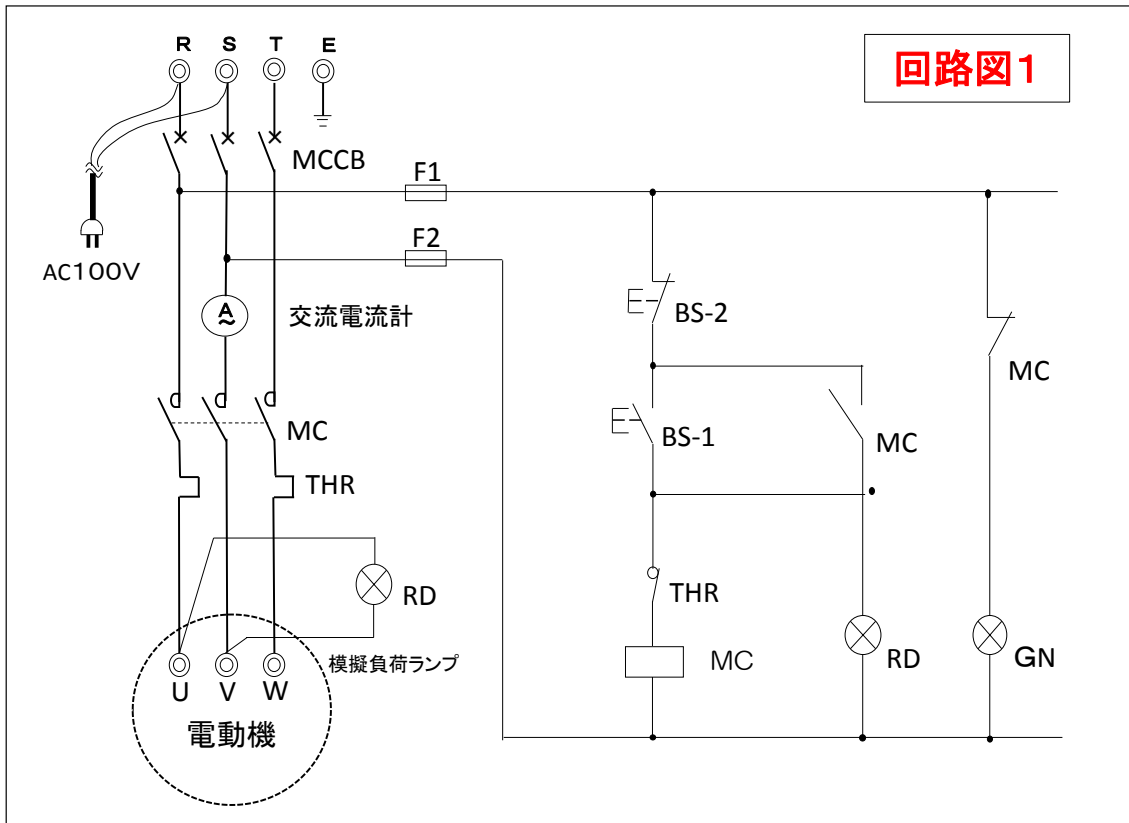 R S T E
回路図1
MCCB
F1
F2
AC100V
A
~
交流電流計
BS-2
MC
MC
BS-1
MC
THR
THR
RD
MC
RD
GN
模擬負荷ランプ
U V W
電動機